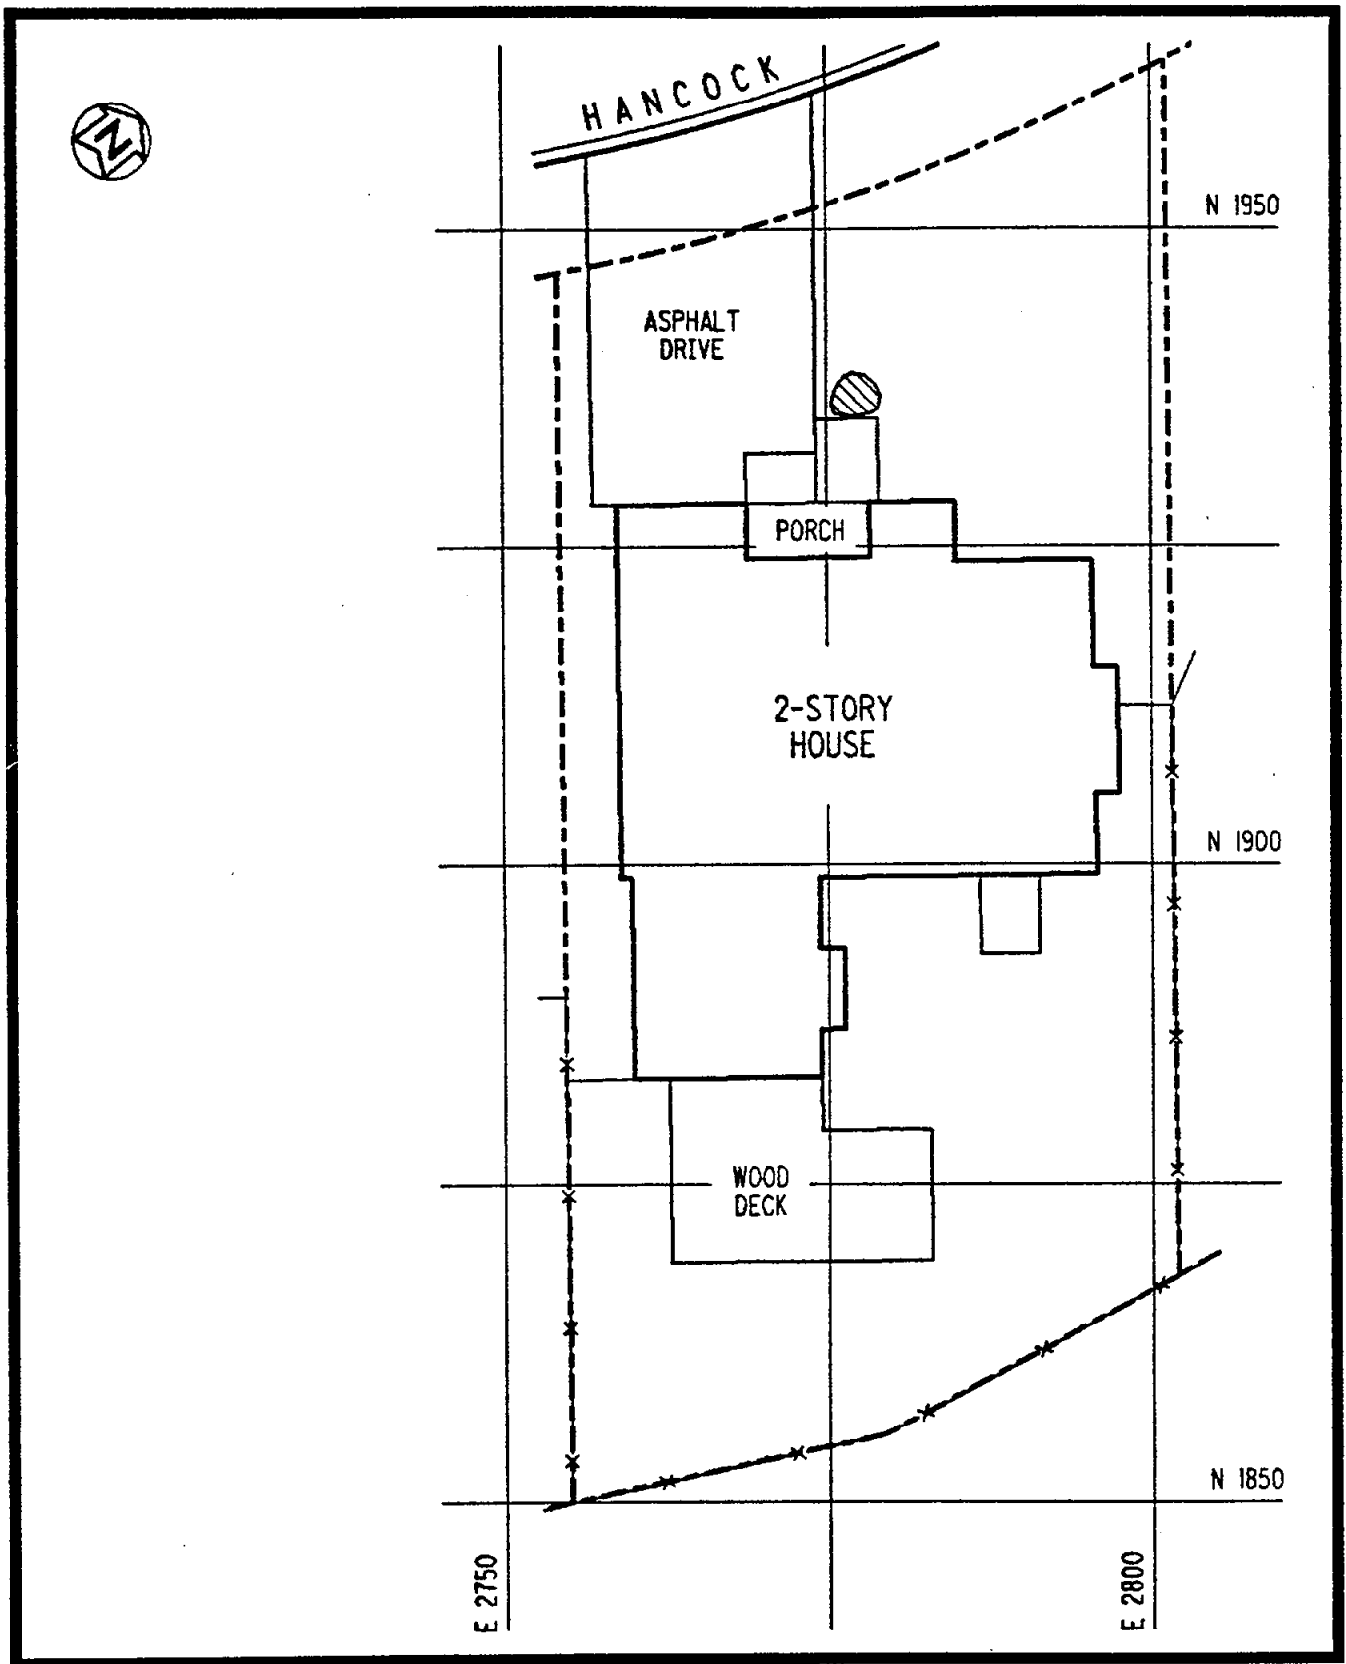 HANCOCK
N
N 1950
ASPHALT
DRIVE
PORCH
2-STORY
HOUSE
N 1900
WOOD
DECK
N 1850
E 2750
E 2800